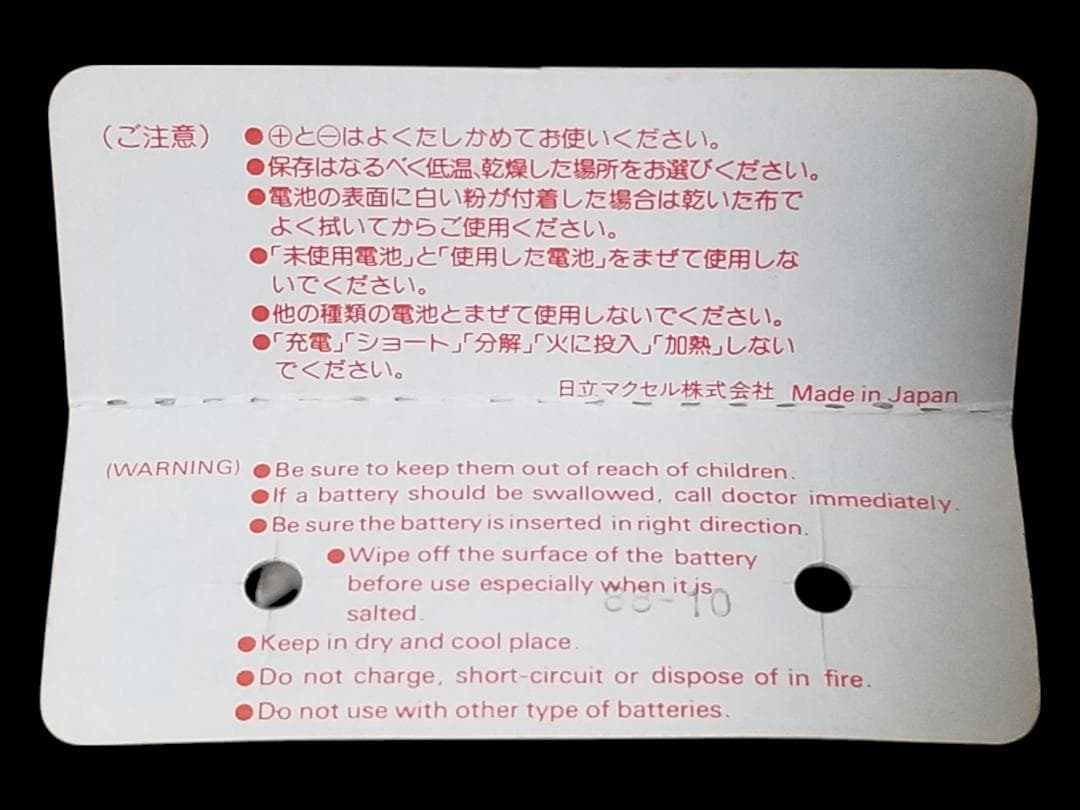 (ご注意) ●⊕と⊖はよくたしかめてお使いください。
●保存はなるべく低温、乾燥した場所をお選びください。
●電池の表面に白い粉が付着した場合は乾いた布で
よく拭いてからご使用ください。
●「未使用電池」と「使用した電池」をまぜて使用しな
いでください。
●他の種類の電池とまぜて使用しないでください。
●「充電」「ショート」「分解」「火に投入」「加熱」しない
でください。
日立マクセル株式会社 Made in Japan
(WARNING) ●Be sure to keep them out of reach of children.
●If a battery should be swallowed, call doctor immediately.
●Be sure the battery is inserted in right direction.
●Wipe off the surface of the battery
before use especially when it is
salted.
●Keep in dry and cool place.
●Do not charge, short-circuit or dispose of in fire.
●Do not use with other type of batteries.